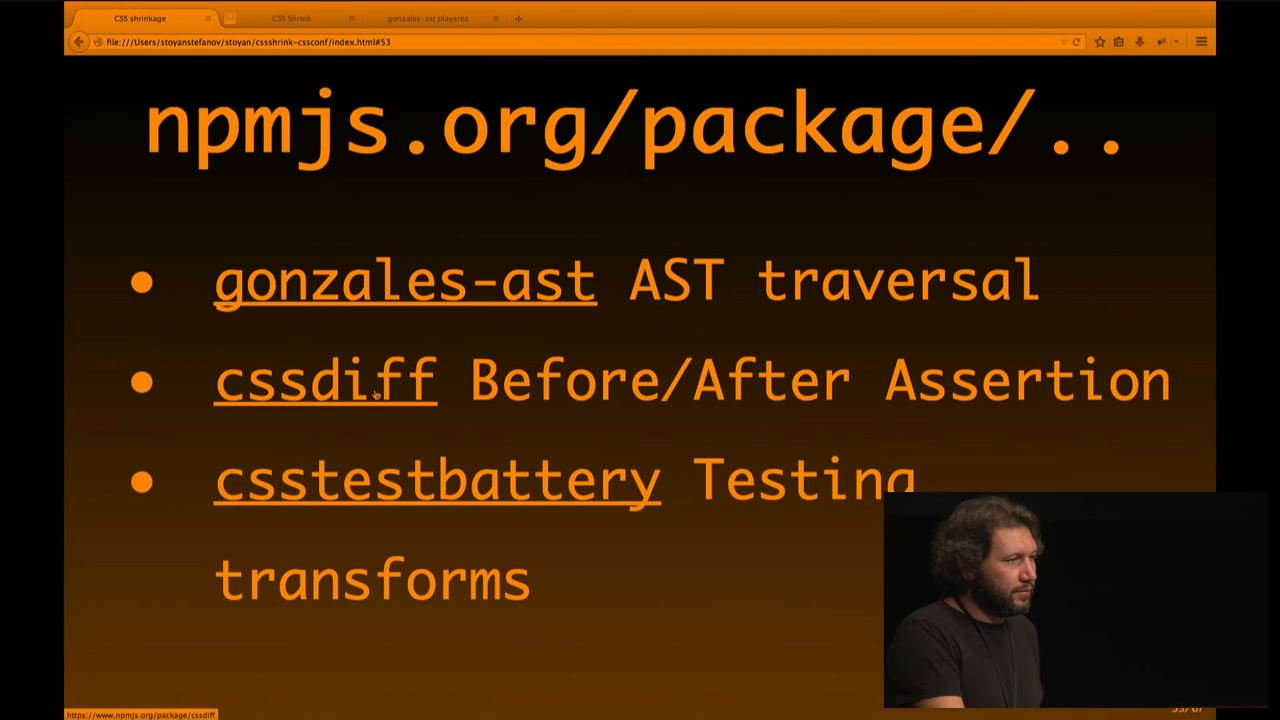 CSS shrinkage
CSS Shrink
gonzales-ast playarea
file:///Users/stoyanstefanov/stoyan/cssshrink-cssconf/index.html#53
npmjs.org/package/..
gonzales-ast AST traversal
cssdiff Before/After Assertion
csstestbattery Testing
transforms
https://www.npmjs.org/package/cssdiff